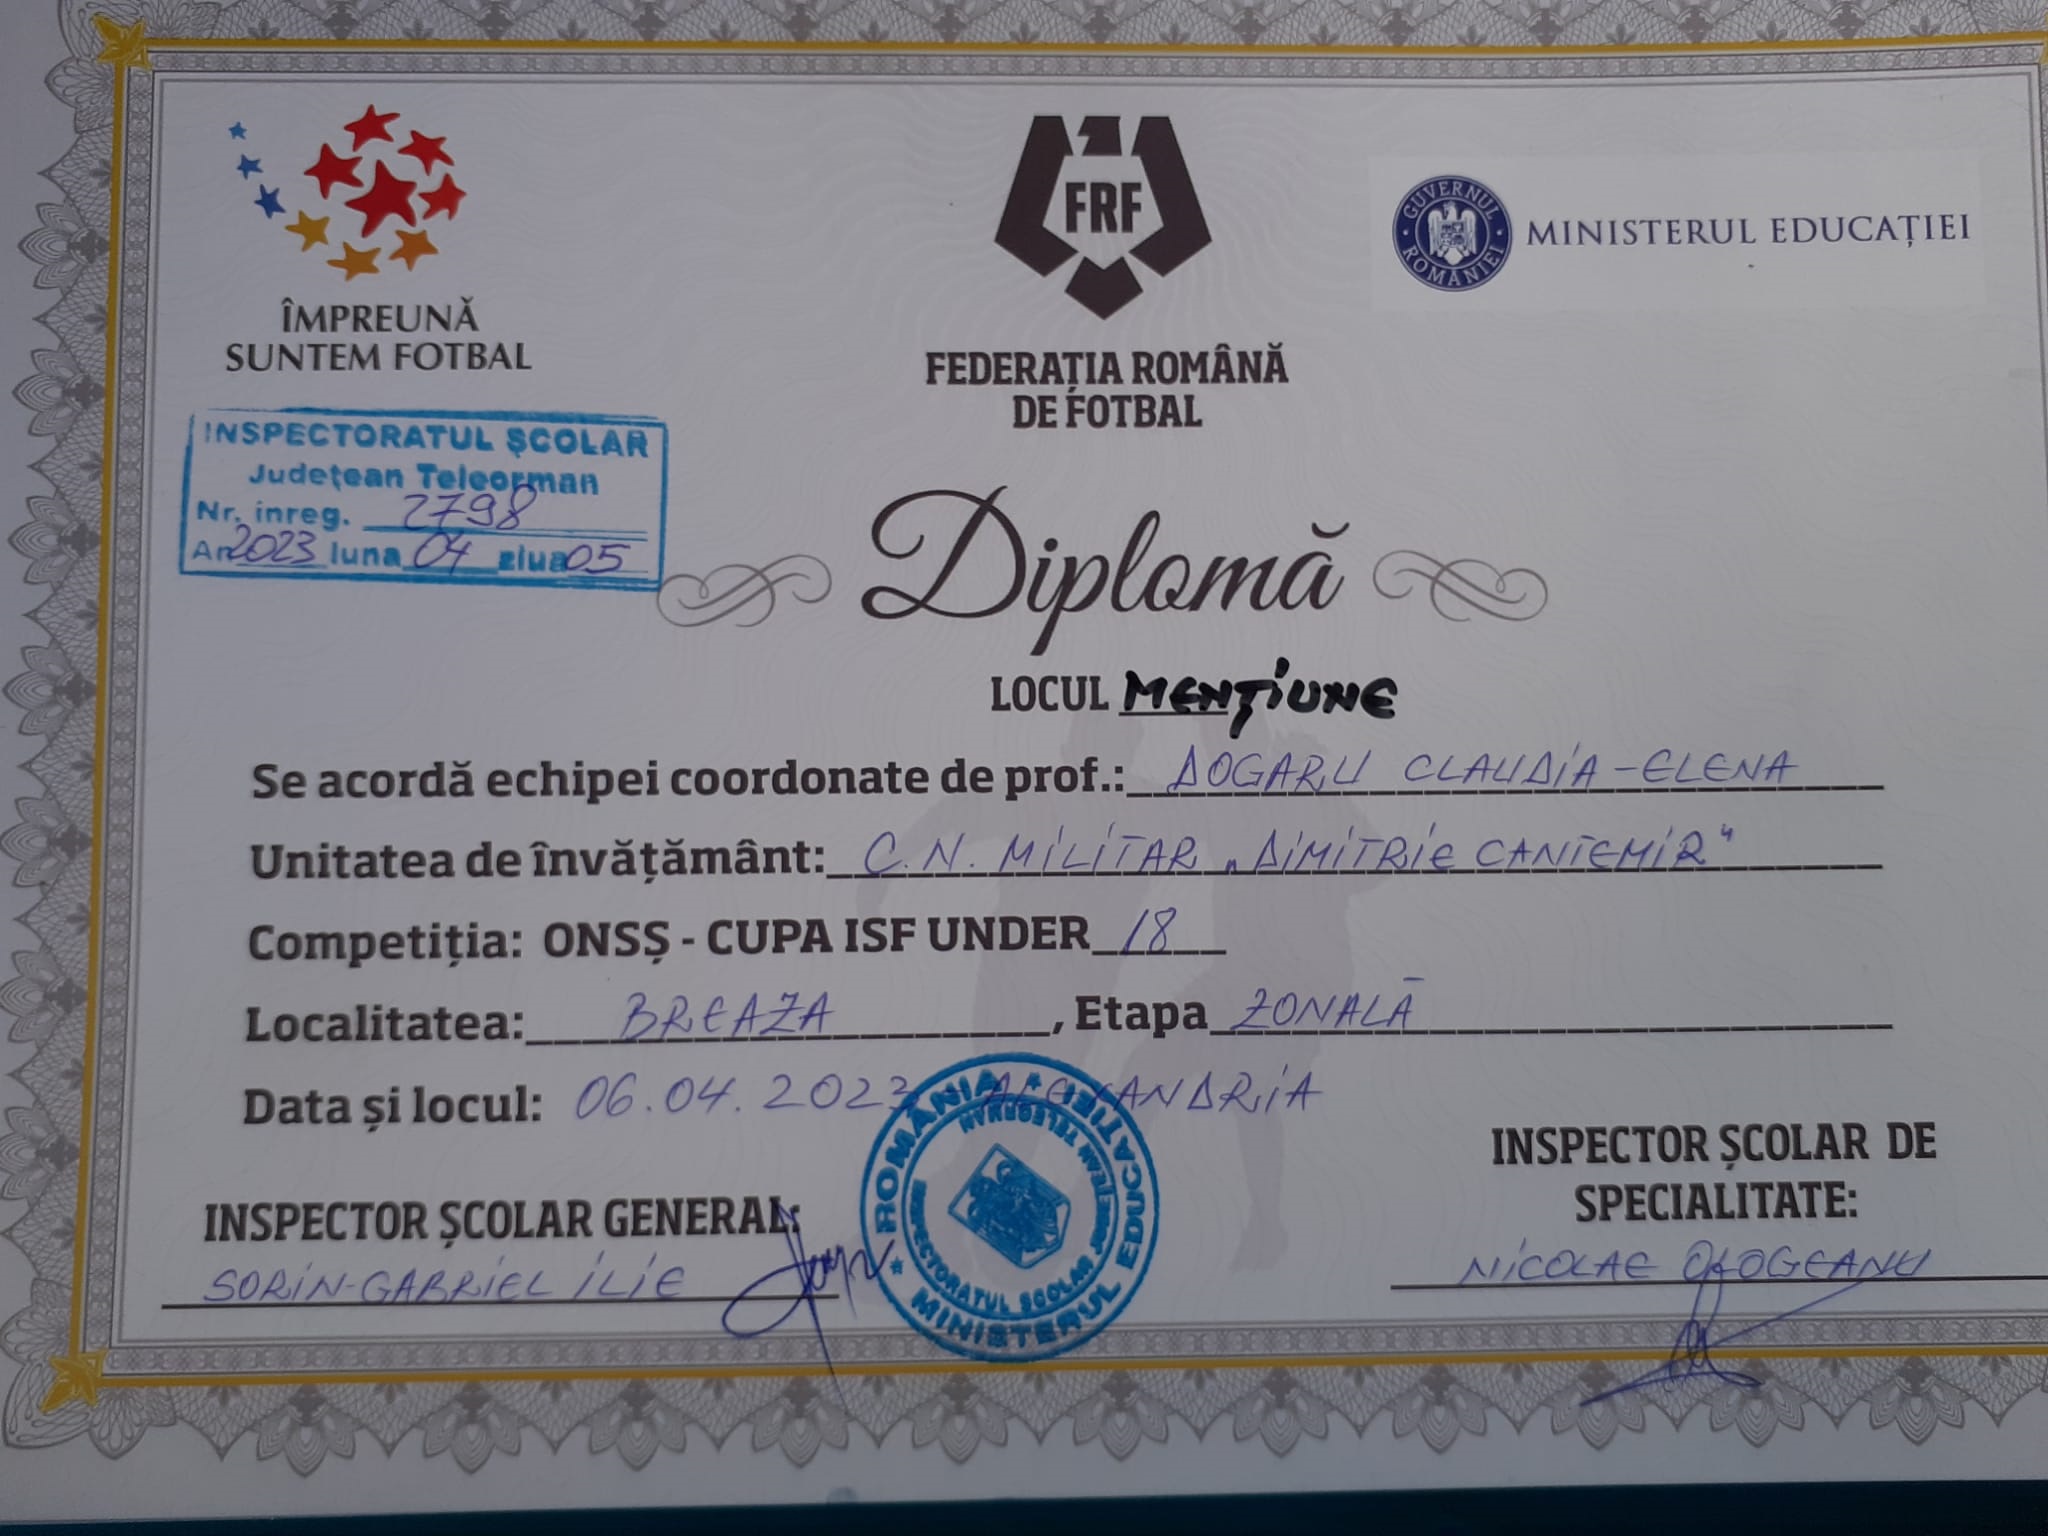 ÎMPREUNĂ
SUNTEM FOTBAL
FRF
FEDERAȚIA ROMÂNĂ
DE FOTBAL
GUVERNUL ROMÂNIEI
MINISTERUL EDUCAȚIEI
INSPECTORATUL ȘCOLAR
Județean Teleorman
Nr. inreg. 2798
An 2023 luna 04 ziua 05
Diplomă
LOCUL MENȚIUNE
Se acordă echipei coordonate de prof.: DOGARU CLAUDIA-ELENA
Unitatea de învățământ: C.N. MILITAR „DIMITRIE CANTEMIR"
Competiția: ONSȘ - CUPA ISF UNDER 18
Localitatea: BREAZA, Etapa ZONALĂ
Data și locul: 06.04.2023 ALEXANDRIA
ROMÂNIA
MINISTERUL EDUCAȚIEI
INSPECTORATUL ȘCOLAR JUDEȚEAN TELEORMAN
INSPECTOR ȘCOLAR GENERAL:
SORIN-GABRIEL ILIE
INSPECTOR ȘCOLAR DE
SPECIALITATE:
NICOLAE